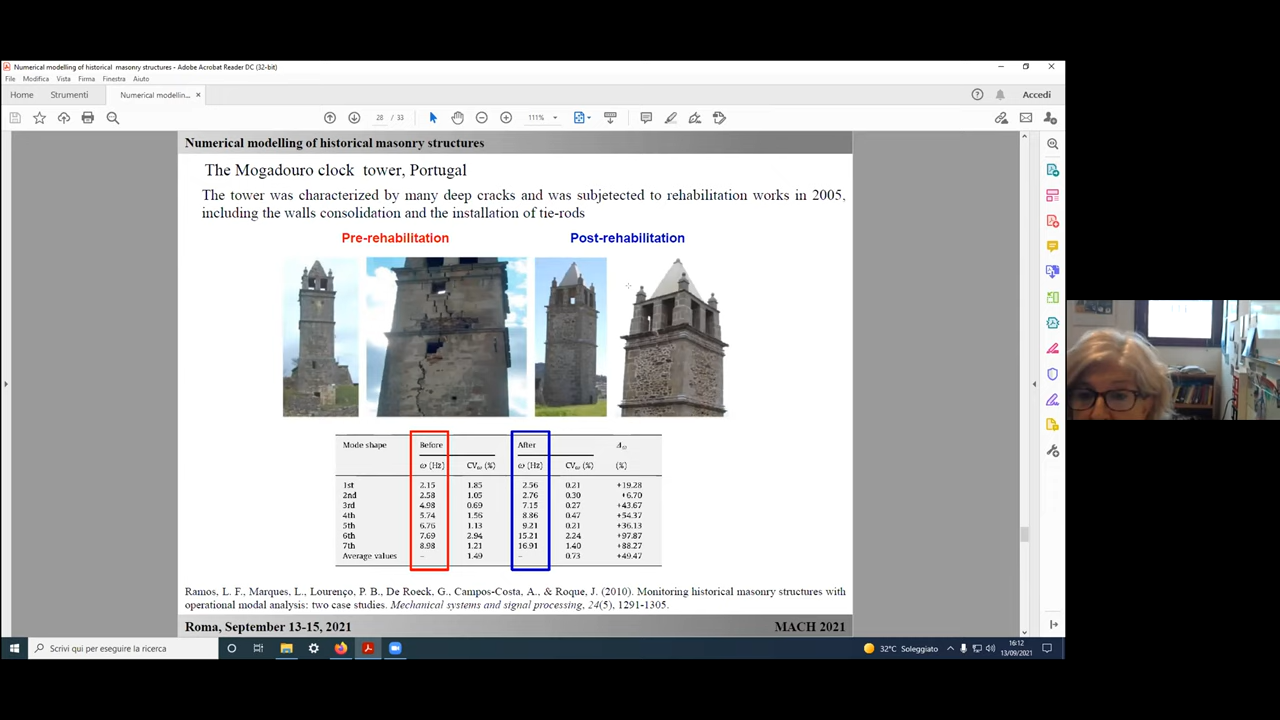 Numerical modelling of historical masonry structures - Adobe Acrobat Reader DC (32-bit)
File Modifica Vista Firma Finestra Aiuto
Home Strumenti Numerical modellin... × Accedi
28 / 33 111%
Numerical modelling of historical masonry structures
The Mogadouro clock tower, Portugal
The tower was characterized by many deep cracks and was subjetected to rehabilitation works in 2005,
including the walls consolidation and the installation of tie-rods
Pre-rehabilitation Post-rehabilitation
Mode shape Before After Δω
ω (Hz) CVω (%) ω (Hz) CVω (%) (%)
1st 2.15 1.85 2.56 0.21 +19.28
2nd 2.58 1.05 2.76 0.30 +6.70
3rd 4.98 0.69 7.15 0.27 +43.67
4th 5.74 1.56 8.86 0.47 +54.37
5th 6.76 1.13 9.21 0.21 +36.13
6th 7.69 2.94 15.21 2.24 +97.87
7th 8.98 1.21 16.91 1.40 +88.27
Average values – 1.49 – 0.73 +49.47
Ramos, L. F., Marques, L., Lourenço, P. B., De Roeck, G., Campos-Costa, A., & Roque, J. (2010). Monitoring historical masonry structures with
operational modal analysis: two case studies. Mechanical systems and signal processing, 24(5), 1291-1305.
Roma, September 13-15, 2021 MACH 2021
Scrivi qui per eseguire la ricerca 32°C Soleggiato 16:12
13/09/2021